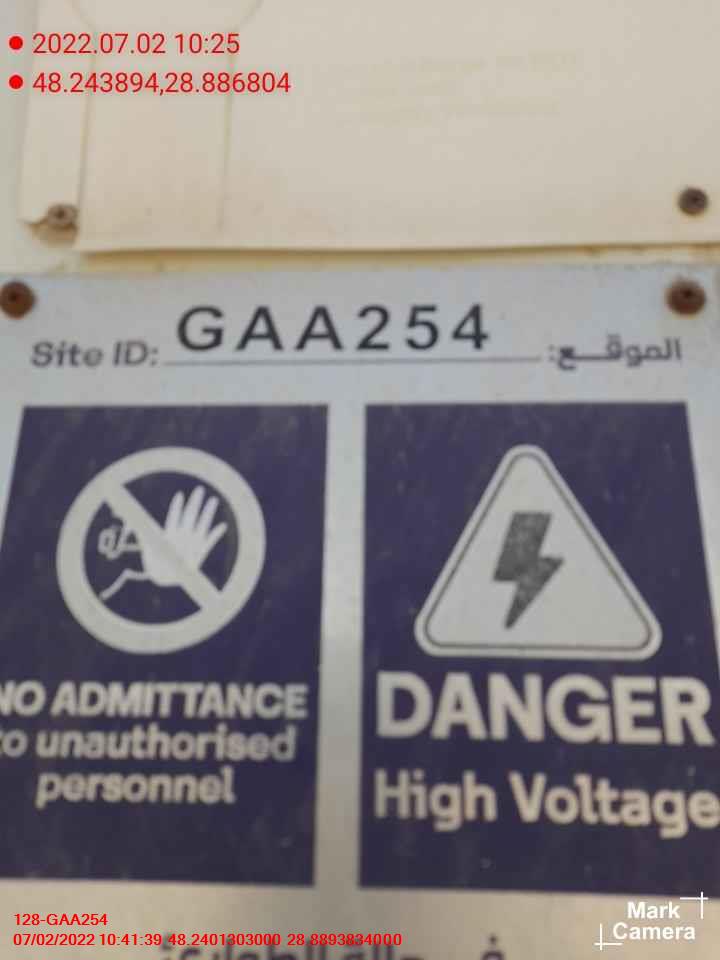 2022.07.02 10:25
48.243894,28.886804
Site ID: GAA254 الموقـــع:
NO ADMITTANCE
to unauthorised
personnel
DANGER
High Voltage
Mark
Camera
128-GAA254
07/02/2022 10:41:39 48.2401303000 28.8893834000